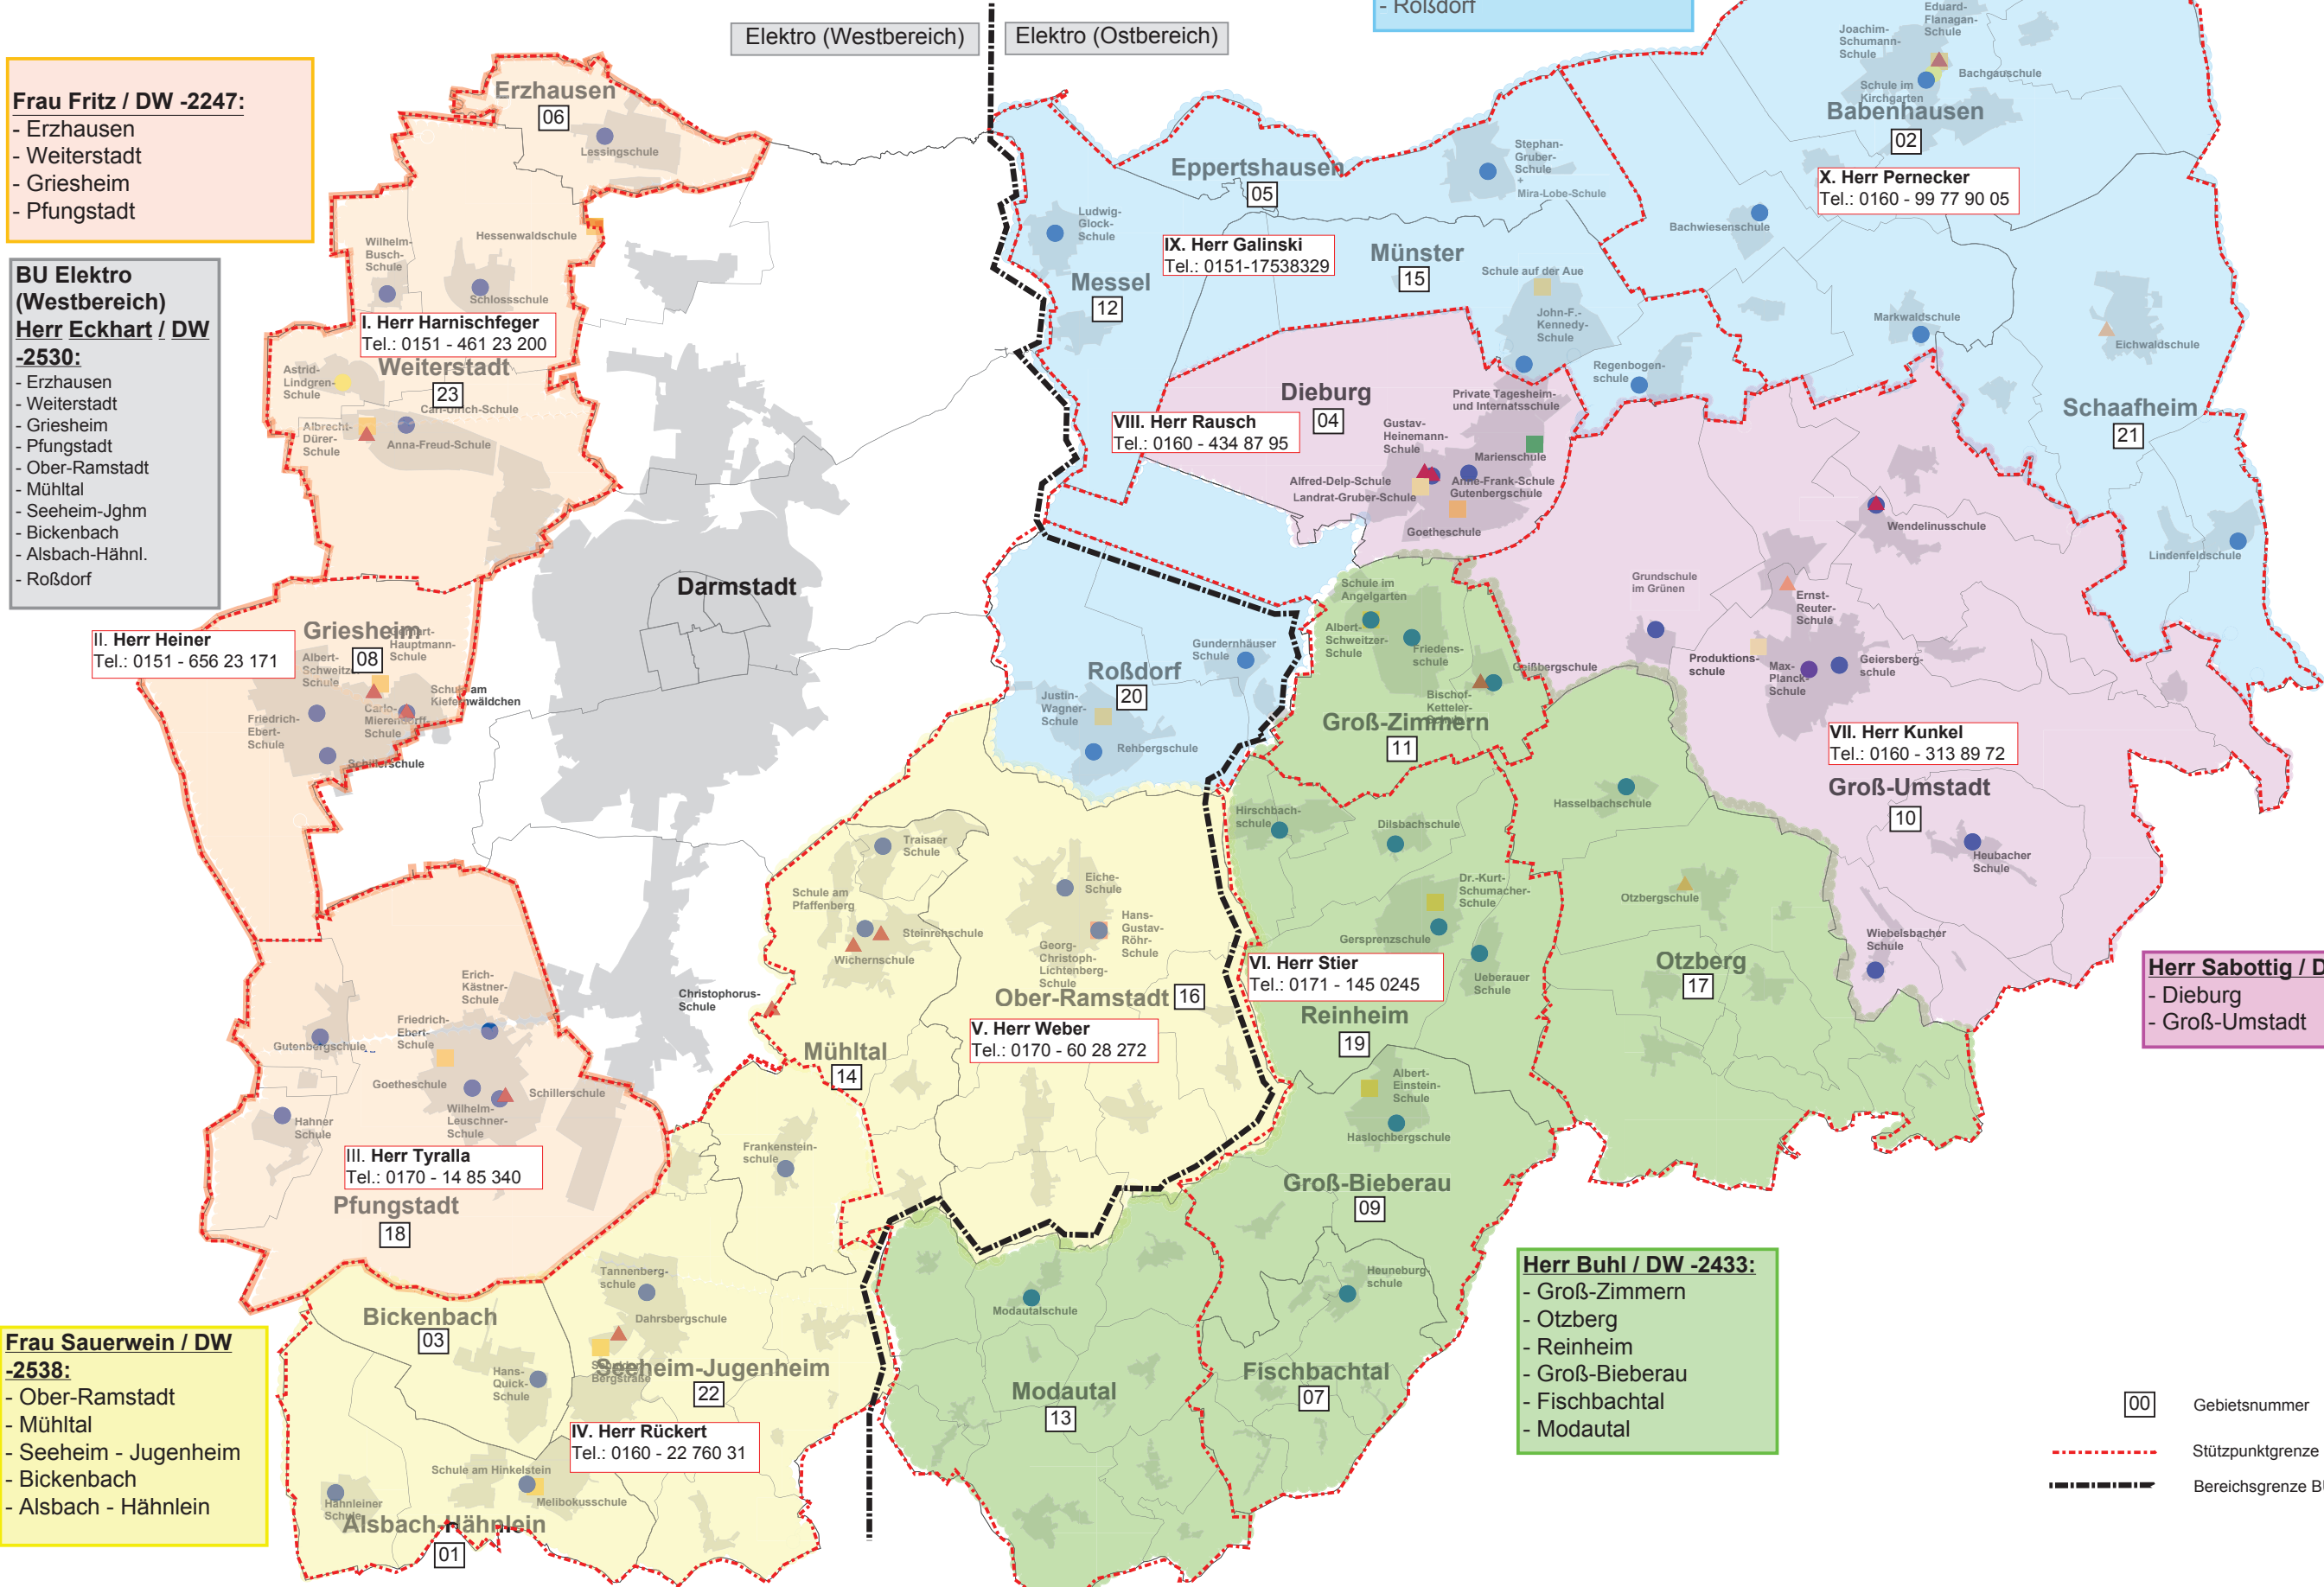 - Roßdorf
Elektro (Westbereich)
Elektro (Ostbereich)
Frau Fritz / DW -2247:
- Erzhausen
- Weiterstadt
- Griesheim
- Pfungstadt
BU Elektro
(Westbereich)
Herr Eckhart / DW
-2530:
- Erzhausen
- Weiterstadt
- Griesheim
- Pfungstadt
- Ober-Ramstadt
- Mühltal
- Seeheim-Jghm
- Bickenbach
- Alsbach-Hähnl.
- Roßdorf
Erzhausen
06
Lessingschule
Hessenwaldschule
Wilhelm-
Busch-
Schule
Schlossschule
I. Herr Harnischfeger
Tel.: 0151 - 461 23 200
Weiterstadt
23
Astrid-
Lindgren-
Schule
Carl-Ulrich-Schule
Albrecht-
Dürer-
Schule
Anna-Freud-Schule
Darmstadt
II. Herr Heiner
Tel.: 0151 - 656 23 171
Griesheim
08
Hauptmann-
Schule
Albert-
Schweitzer-
Schule
Schule am
Kiefernwäldchen
Carlo-
Mierendorff-
Schule
Friedrich-
Ebert-
Schule
Schillerschule
Erich-
Kästner-
Schule
Friedrich-
Ebert-
Schule
Gutenbergschule
Goetheschule
Schillerschule
Wilhelm-
Leuschner-
Schule
Hahner
Schule
III. Herr Tyralla
Tel.: 0170 - 14 85 340
Pfungstadt
18
Frau Sauerwein / DW
-2538:
- Ober-Ramstadt
- Mühltal
- Seeheim - Jugenheim
- Bickenbach
- Alsbach - Hähnlein
Bickenbach
03
Hans-
Quick-
Schule
Tannenberg-
schule
Dahrsbergschule
Bergstraße
Seeheim-Jugenheim
22
IV. Herr Rückert
Tel.: 0160 - 22 760 31
Schule am Hinkelstein
Melibokusschule
Hähnleiner
Schule
Alsbach-Hähnlein
01
Frankenstein-
schule
Christophorus-
Schule
Mühltal
14
Traisaer
Schule
Schule am
Pfaffenberg
Steinrehschule
Wichernschule
Eiche-
Schule
Hans-
Gustav-
Röhr-
Schule
Georg-
Christoph-
Lichtenberg-
Schule
Ober-Ramstadt
16
V. Herr Weber
Tel.: 0170 - 60 28 272
Roßdorf
20
Gundernhäuser
Schule
Justin-
Wagner-
Schule
Rehbergschule
Ludwig-
Glock-
Schule
Messel
12
Eppertshausen
05
Stephan-
Gruber-
Schule
+
Mira-Lobe-Schule
IX. Herr Galinski
Tel.: 0151-17538329
Münster
15
Schule auf der Aue
John-F.-
Kennedy-
Schule
Regenbogen-
schule
Dieburg
04
VIII. Herr Rausch
Tel.: 0160 - 434 87 95
Private Tagesheim-
und Internatsschule
Gustav-
Heinemann-
Schule
Marienschule
Alfred-Delp-Schule
Anne-Frank-Schule
Landrat-Gruber-Schule
Gutenbergschule
Goetheschule
Joachim-
Schumann-
Schule
Eduard-
Flanagan-
Schule
Bachgauschule
Schule im
Kirchgarten
Babenhausen
02
X. Herr Pernecker
Tel.: 0160 - 99 77 90 05
Bachwiesenschule
Markwaldschule
Eichwaldschule
Schaafheim
21
Lindenfeldschule
Wendelinusschule
Grundschule
im Grünen
Ernst-
Reuter-
Schule
Produktions-
schule
Max-
Planck-
Schule
Geiersberg-
schule
VII. Herr Kunkel
Tel.: 0160 - 313 89 72
Groß-Umstadt
10
Heubacher
Schule
Wiebelsbacher
Schule
Herr Sabottig / D
- Dieburg
- Groß-Umstadt
Schule im
Angelgarten
Albert-
Schweitzer-
Schule
Friedens-
schule
Geißbergschule
Bischof-
Ketteler-
Schule
Groß-Zimmern
11
Hirschbach-
schule
Dilsbachschule
Hasselbachschule
Dr.-Kurt-
Schumacher-
Schule
Gersprenzschule
Ueberauer
Schule
VI. Herr Stier
Tel.: 0171 - 145 0245
Reinheim
19
Otzbergschule
Otzberg
17
Albert-
Einstein-
Schule
Haslochbergschule
Groß-Bieberau
09
Heuneburg-
schule
Fischbachtal
07
Modautalschule
Modautal
13
Herr Buhl / DW -2433:
- Groß-Zimmern
- Otzberg
- Reinheim
- Groß-Bieberau
- Fischbachtal
- Modautal
00
Gebietsnummer
Stützpunktgrenze
Bereichsgrenze BU